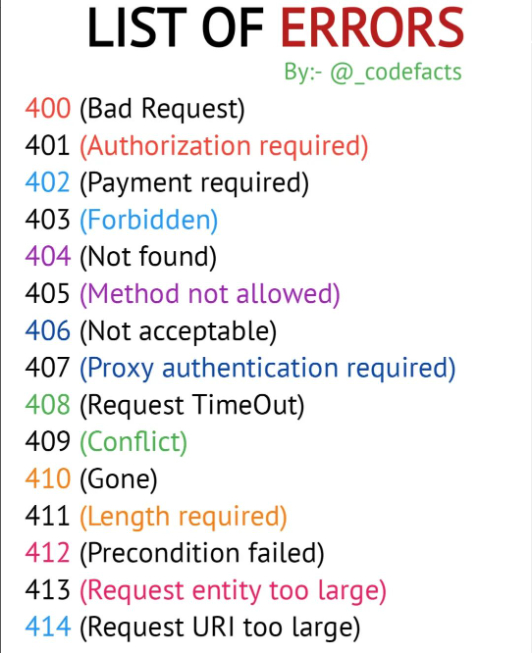 LIST OF ERRORS
By:- @_codefacts
400 (Bad Request)
401 (Authorization required)
402 (Payment required)
403 (Forbidden)
404 (Not found)
405 (Method not allowed)
406 (Not acceptable)
407 (Proxy authentication required)
408 (Request TimeOut)
409 (Conflict)
410 (Gone)
411 (Length required)
412 (Precondition failed)
413 (Request entity too large)
414 (Request URI too large)